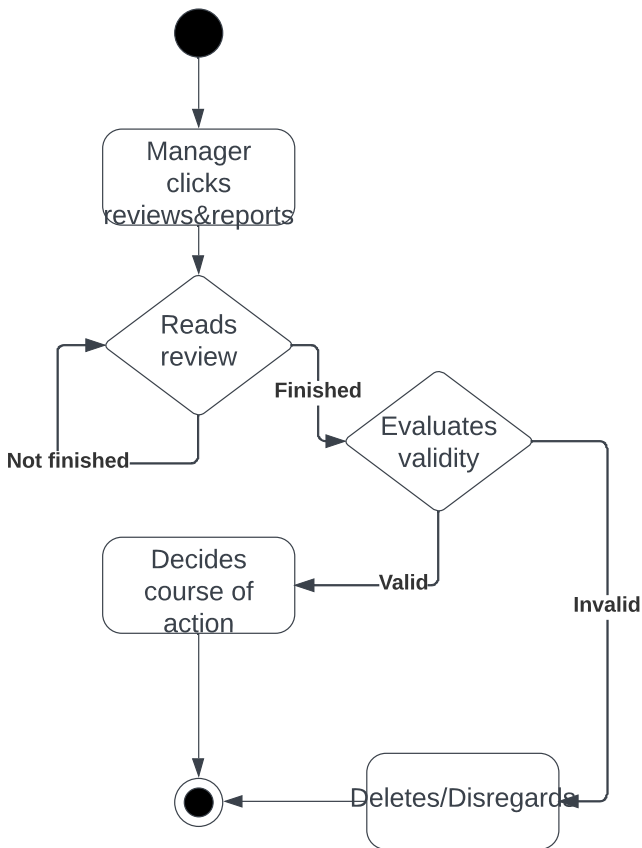 Manager
clicks
reviews&reports
Reads
review
Finished
Not finished
Evaluates
validity
Valid
Invalid
Decides
course of
action
Deletes/Disregards